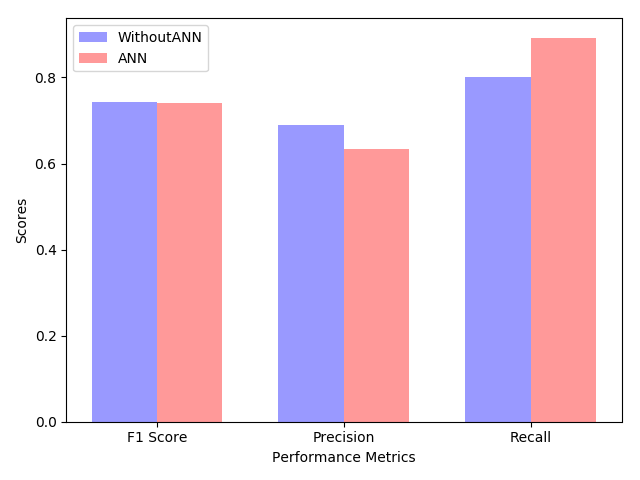 WithoutANN
ANN
0.8
0.6
0.4
0.2
0.0
Scores
F1 Score Precision Recall
Performance Metrics